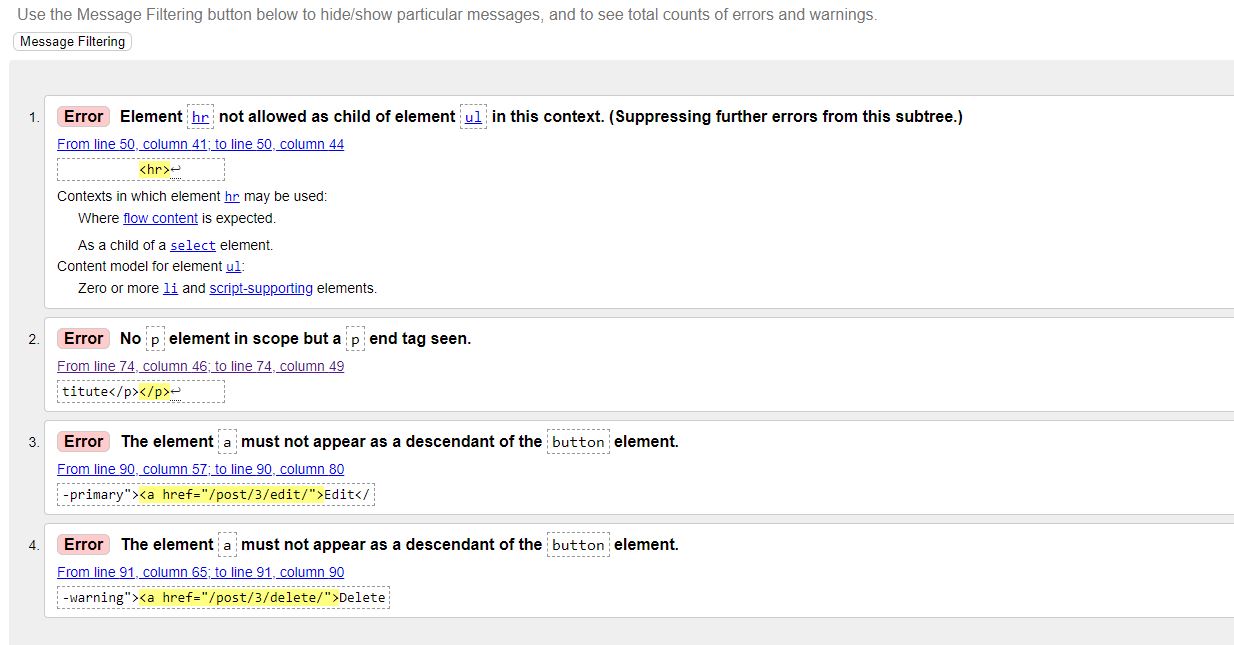 Use the Message Filtering button below to hide/show particular messages, and to see total counts of errors and warnings.
Message Filtering
1. Error Element hr not allowed as child of element ul in this context. (Suppressing further errors from this subtree.)
From line 50, column 41; to line 50, column 44
<hr>↩
Contexts in which element hr may be used:
Where flow content is expected.
As a child of a select element.
Content model for element ul:
Zero or more li and script-supporting elements.
2. Error No p element in scope but a p end tag seen.
From line 74, column 46; to line 74, column 49
titute</p></p>↩
3. Error The element a must not appear as a descendant of the button element.
From line 90, column 57; to line 90, column 80
-primary"><a href="/post/3/edit/">Edit</
4. Error The element a must not appear as a descendant of the button element.
From line 91, column 65; to line 91, column 90
-warning"><a href="/post/3/delete/">Delete